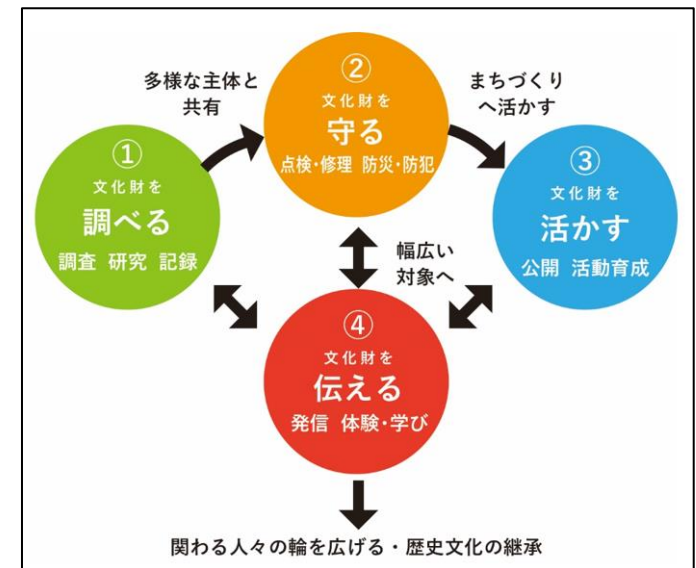 多様な主体と
共有
①
文化財を
調べる
調査 研究 記録
②
文化財を
守る
点検・修理 防災・防犯
まちづくり
へ活かす
③
文化財を
活かす
公開 活動育成
幅広い
対象へ
④
文化財を
伝える
発信 体験・学び
関わる人々の輪を広げる・歴史文化の継承